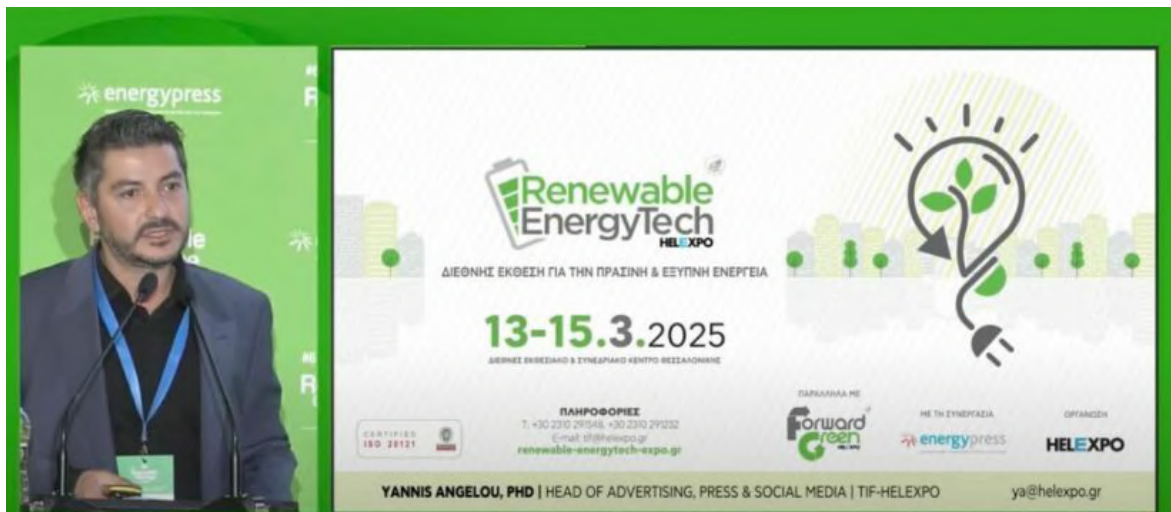 energypress
Renewable
EnergyTech
HELEXPO
ΔΙΕΘΝΗΣ ΕΚΘΕΣΗ ΓΙΑ ΤΗΝ ΠΡΑΣΙΝΗ & ΕΞΥΠΝΗ ΕΝΕΡΓΕΙΑ
13-15.3.2025
ΔΙΕΘΝΕΣ ΕΚΘΕΣΙΑΚΟ & ΣΥΝΕΔΡΙΑΚΟ ΚΕΝΤΡΟ ΘΕΣΣΑΛΟΝΙΚΗΣ
CERTIFIED
ISO 20121
ΠΛΗΡΟΦΟΡΙΕΣ
T: +30 2310 291548, +30 2310 291232
E-mail: tif@helexpo.gr
renewable-energytech-expo.gr
ΠΑΡΑΛΛΗΛΑ ΜΕ
Forward
Green
HELEXPO
ΜΕ ΤΗ ΣΥΝΕΡΓΑΣΙΑ
energypress
ΟΡΓΑΝΩΣΗ
HELEXPO
YANNIS ANGELOU, PHD | HEAD OF ADVERTISING, PRESS & SOCIAL MEDIA | TIF-HELEXPO
ya@helexpo.gr